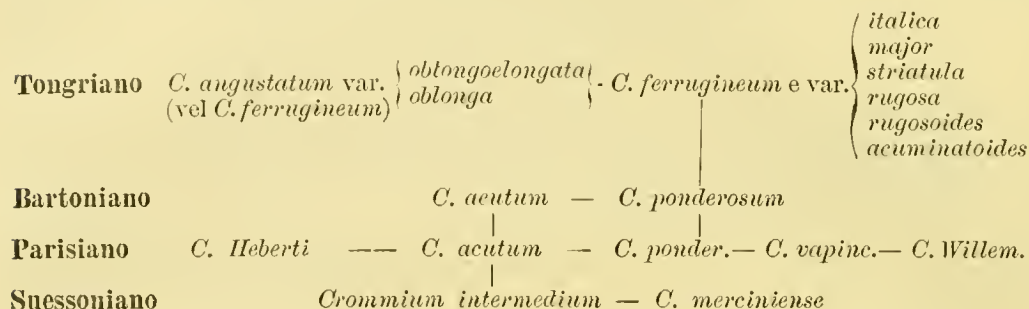 italica
major
Tongriano C. angustatum var. { obtongoelongata } - C. ferrugineum e var. striatula
(vel C. ferrugineum) oblonga rugosa
rugosoides
acuminatoides
Bartoniano C. acutum — C. ponderosum
Parisiano C. Heberti —— C. acutum — C. ponder. — C. vapinc. — C. Willem.
Suessoniano Crommium intermedium — C. merciniense